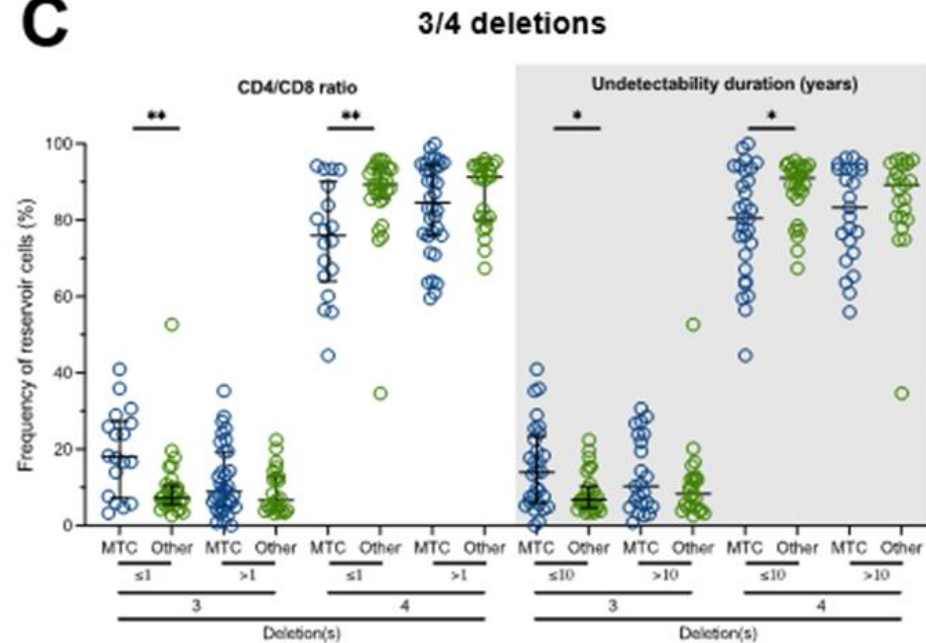 C
3/4 deletions
CD4/CD8 ratio
Undetectability duration (years)
** ** * *
Frequency of reservoir cells (%)
100
80
60
40
20
0
MTC Other MTC Other MTC Other MTC Other MTC Other MTC Other MTC Other MTC Other
≤1 >1 ≤1 >1 ≤10 >10 ≤10 >10
3 4 3 4
Deletion(s) Deletion(s)